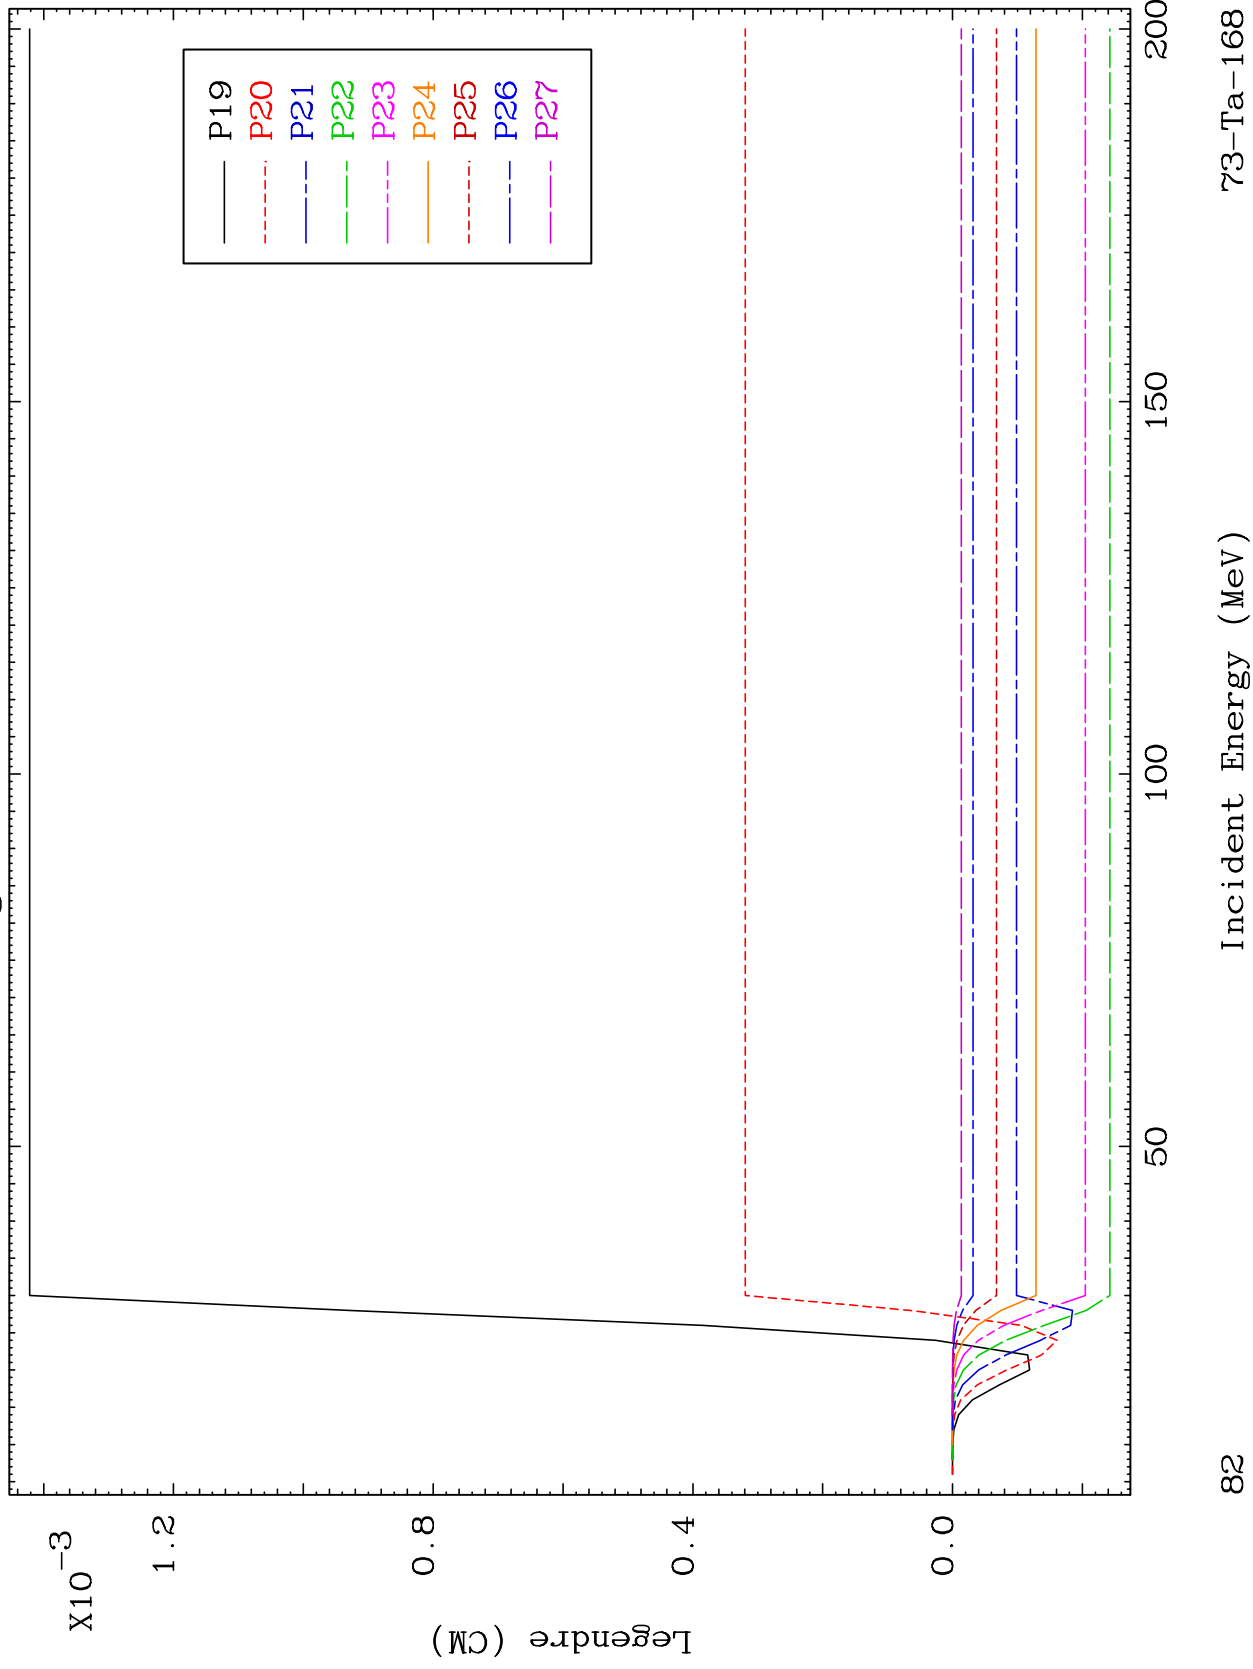 X10-3
1.2
0.8
0.4
0.0
Legendre (CM)
P19
P20
P21
P22
P23
P24
P25
P26
P27
50
100
150
200
82
Incident Energy (MeV)
73-Ta-168